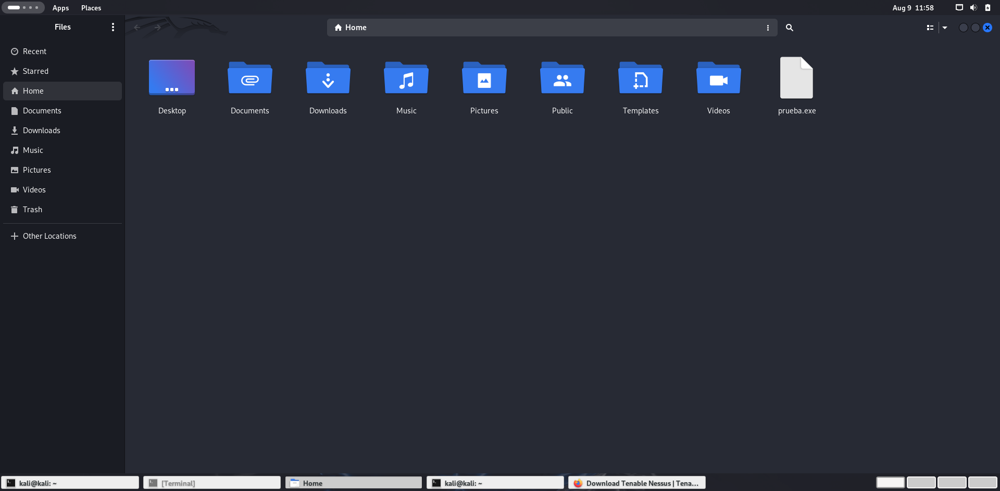 Apps Places Aug 9 11:58
Files
Home
Recent
Starred
Home
Documents
Downloads
Music
Pictures
Videos
Trash
Other Locations
Desktop Documents Downloads Music Pictures Public Templates Videos prueba.exe
kali@kali: ~ [Terminal] Home kali@kali: ~ Download Tenable Nessus | Tena...